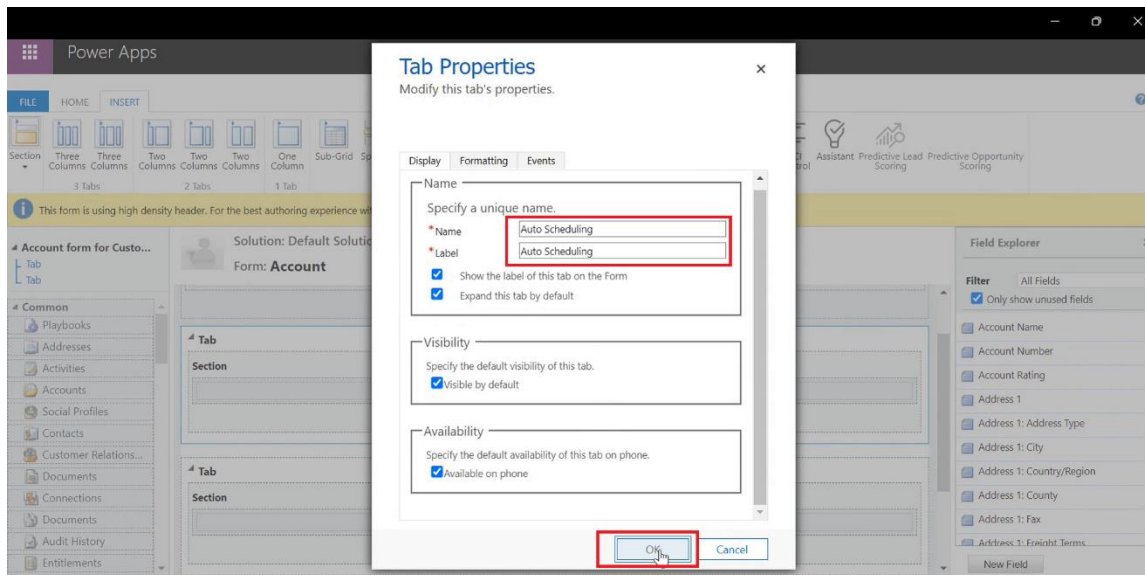 Power Apps
FILE HOME INSERT
Section
Three Columns
Three Columns
Two Columns
Two Columns
Two Columns
One Column
Sub-Grid
Assistant
Predictive Lead Scoring
Predictive Opportunity Scoring
3 Tabs
2 Tabs
1 Tab
This form is using high density header. For the best authoring experience
Account form for Custo...
Tab
Tab
Common
Playbooks
Addresses
Activities
Accounts
Social Profiles
Contacts
Customer Relations...
Documents
Connections
Documents
Audit History
Entitlements
Solution: Default
Form: Account
Tab
Section
Tab
Section
Tab Properties
Modify this tab's properties.
Display Formatting Events
Name
Specify a unique name.
*Name Auto Scheduling
*Label Auto Scheduling
Show the label of this tab on the Form
Expand this tab by default
Visibility
Specify the default visibility of this tab.
Visible by default
Availability
Specify the default availability of this tab on phone.
Available on phone
OK Cancel
Field Explorer
Filter All Fields
Only show unused fields
Account Name
Account Number
Account Rating
Address 1
Address 1: Address Type
Address 1: City
Address 1: Country/Region
Address 1: County
Address 1: Fax
Address 1: Freight Terms
New Field